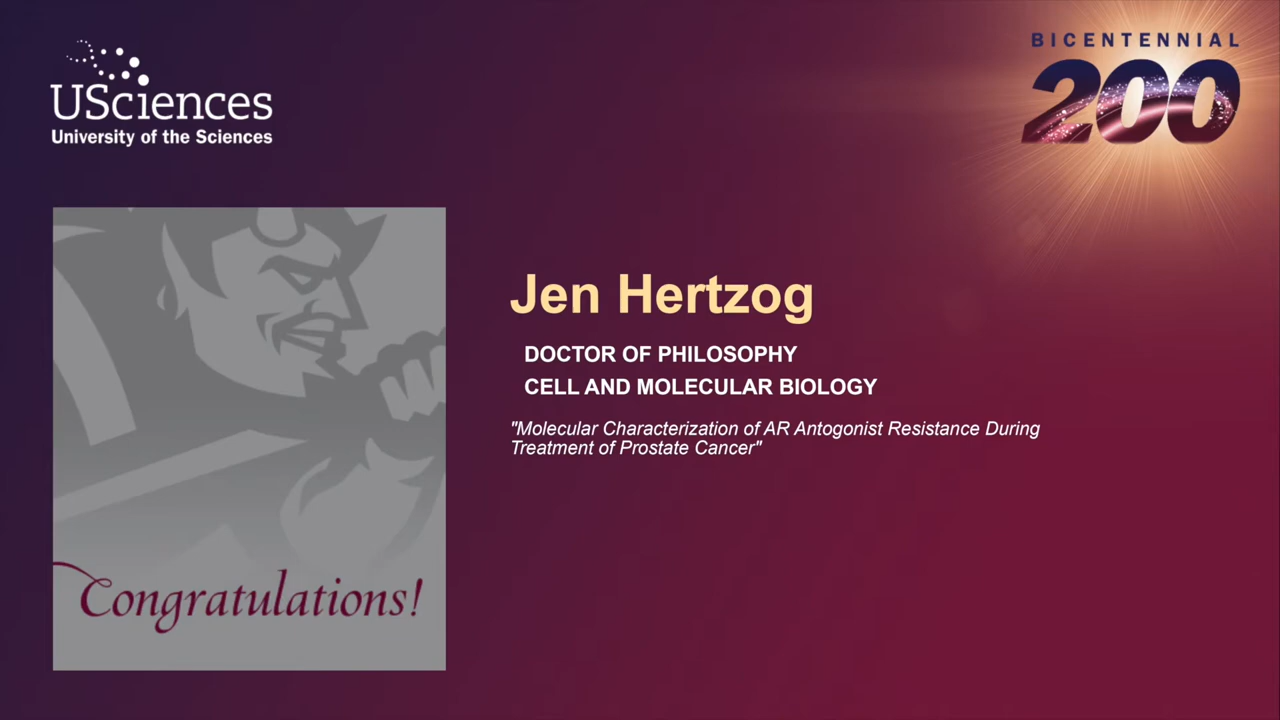 USciences
University of the Sciences
BICENTENNIAL
200
Jen Hertzog
DOCTOR OF PHILOSOPHY
CELL AND MOLECULAR BIOLOGY
"Molecular Characterization of AR Antogonist Resistance During
Treatment of Prostate Cancer"
Congratulations!